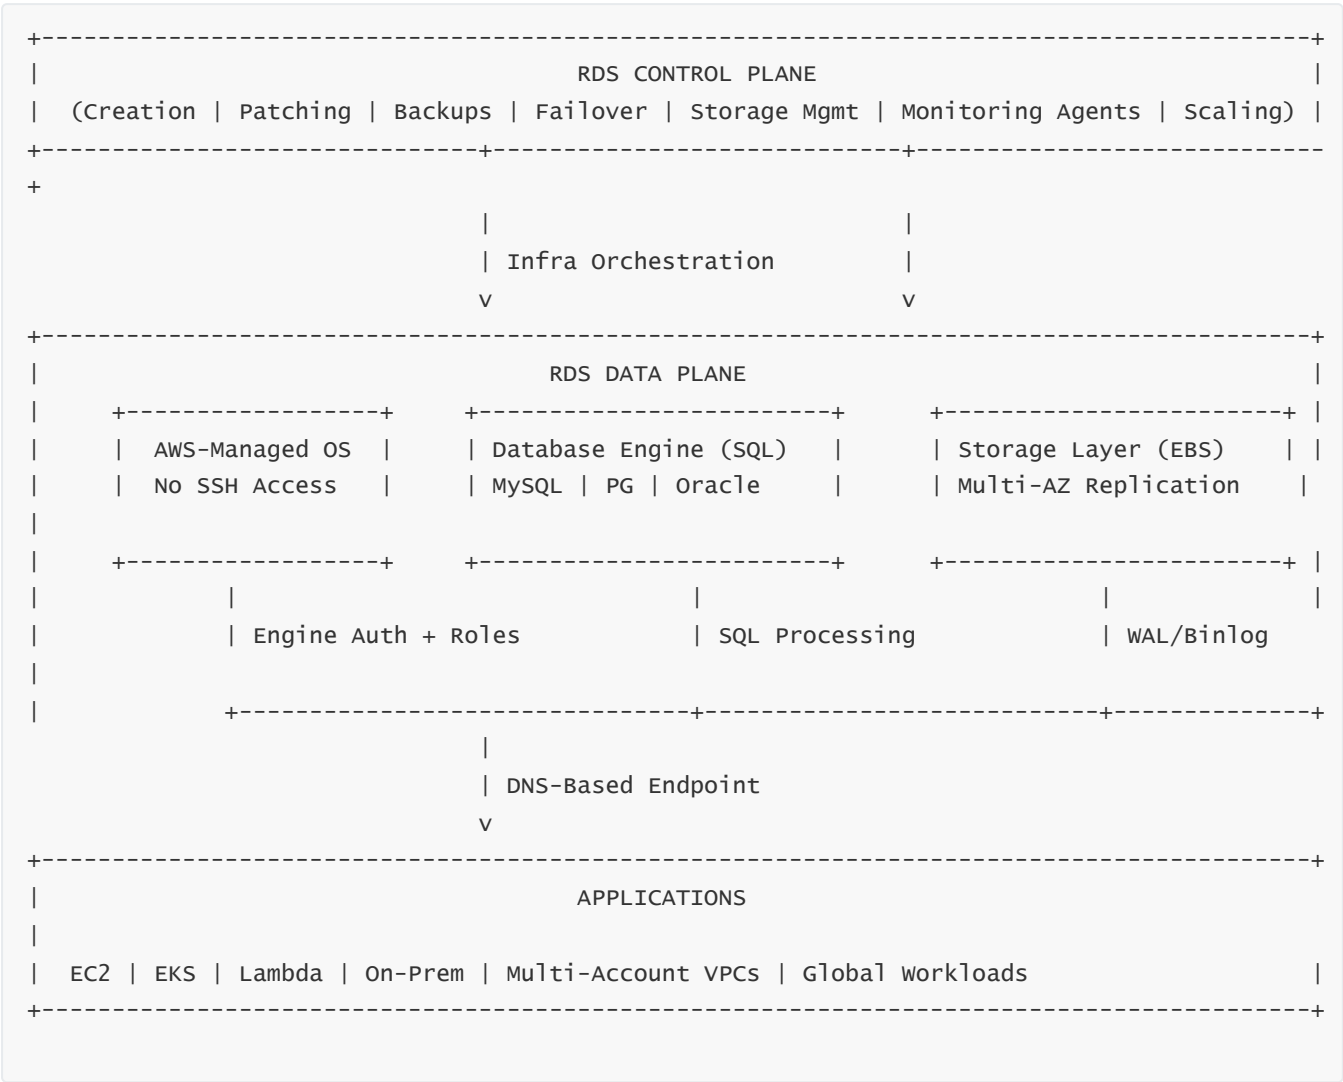 +------------------------------------------------------------------------------------------+
|                                      RDS CONTROL PLANE                                   |
|  (Creation | Patching | Backups | Failover | Storage Mgmt | Monitoring Agents | Scaling) |
+-------------------------------+-----------------------------+-----------------------------
+
                                |                             |
                                | Infra Orchestration         |
                                v                             v
+------------------------------------------------------------------------------------------+
|                                    RDS DATA PLANE                                        |
|     +------------------+     +-------------------------+      +------------------------+ |
|     |  AWS-Managed OS  |     | Database Engine (SQL)   |      | Storage Layer (EBS)    | |
|     |  No SSH Access   |     | MySQL | PG | Oracle     |      | Multi-AZ Replication    |
|
|     +------------------+     +-------------------------+      +------------------------+ |
|             |                                |                            |              |
|             | Engine Auth + Roles            | SQL Processing             | WAL/Binlog
|
|             +--------------------------------+----------------------------+--------------+
                                |
                                | DNS-Based Endpoint
                                v
+------------------------------------------------------------------------------------------+
|                                      APPLICATIONS
|
|  EC2 | EKS | Lambda | On-Prem | Multi-Account VPCs | Global Workloads                    |
+------------------------------------------------------------------------------------------+